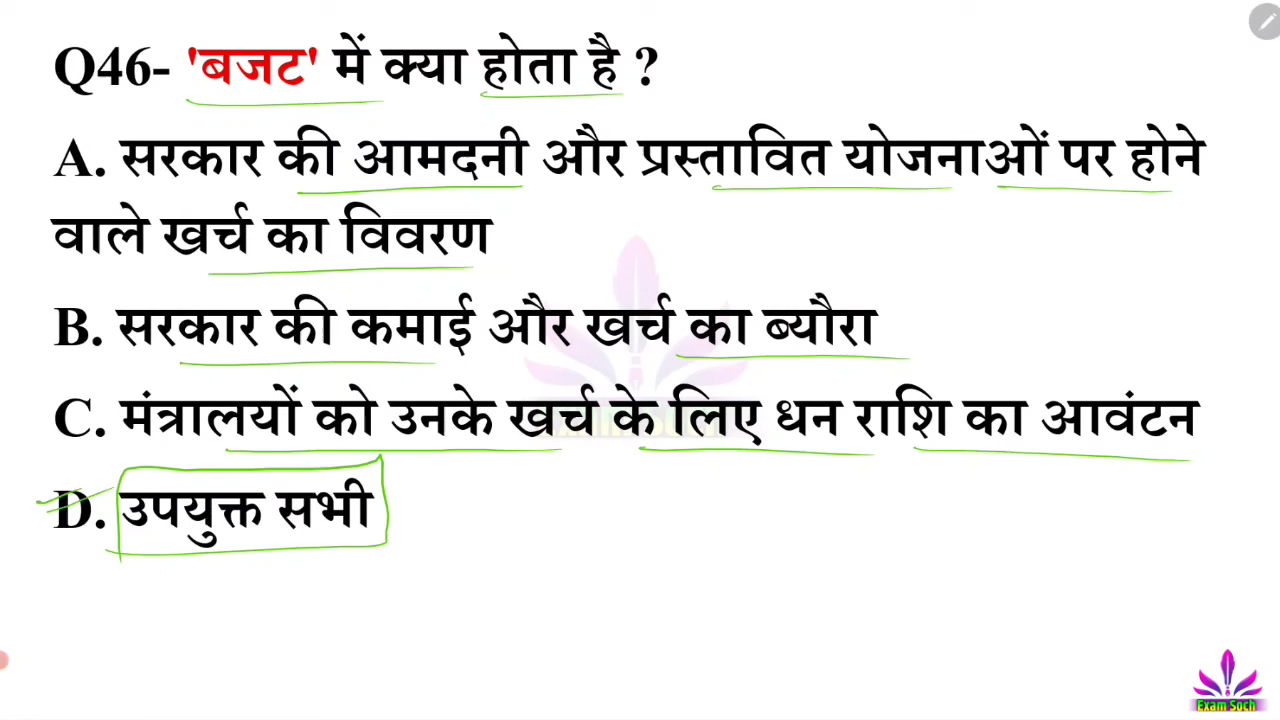 Q46- 'बजट' में क्या होता है ?
A. सरकार की आमदनी और प्रस्तावित योजनाओं पर होने
वाले खर्च का विवरण
B. सरकार की कमाई और खर्च का ब्यौरा
C. मंत्रालयों को उनके खर्च के लिए धन राशि का आवंटन
D. उपयुक्त सभी
Exam Soch